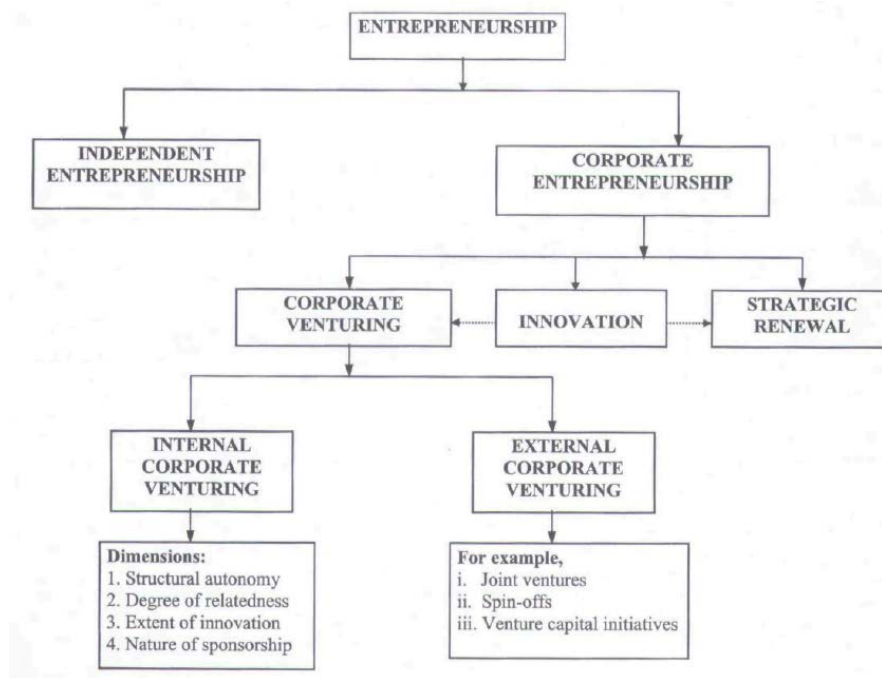 ENTREPRENEURSHIP
INDEPENDENT
ENTREPRENEURSHIP
CORPORATE
ENTREPRENEURSHIP
CORPORATE
VENTURING
INNOVATION
STRATEGIC
RENEWAL
INTERNAL
CORPORATE
VENTURING
EXTERNAL
CORPORATE
VENTURING
Dimensions:
1. Structural autonomy
2. Degree of relatedness
3. Extent of innovation
4. Nature of sponsorship
For example,
i. Joint ventures
ii. Spin-offs
iii. Venture capital initiatives